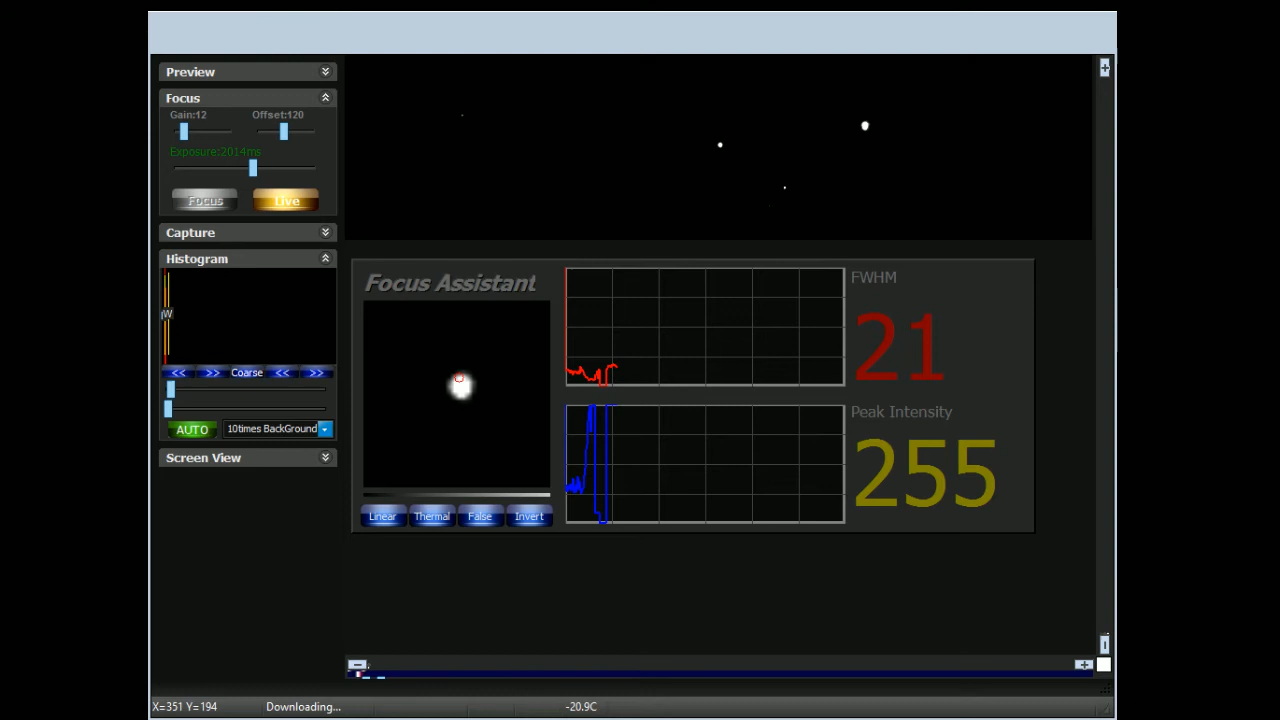 Preview
Focus
Gain:12 Offset:120
Exposure:2014ms
Focus Live
Capture
Histogram
W
<< >> Coarse << >>
AUTO 10times BackGround
Screen View
Focus Assistant
Linear Thermal False Invert
FWHM
21
Peak Intensity
255
X=351 Y=194 Downloading... -20.9C